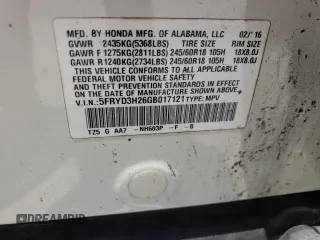 MFD. BY HONDA MFG. OF ALABAMA, LLC 02/'16
GVWR 2435KG(5368LBS) TIRE SIZE RIM SIZE
GAWR F 1275KG(2811LBS) 245/60R18 105H 18X8.0J
GAWR R 1240KG(2734LBS) 245/60R18 105H 18X8.0J
THIS VEHICLE CONFORMS TO ALL APPLICABLE
FEDERAL MOTOR VEHICLE SAFETY
AND THEFT PREVENTION STANDARDS IN EFFECT ON
THE DATE OF MANUFACTURE SHOWN ABOVE.
V.I.N.:5FRYD3H26GB017121 TYPE: MPV
TZ5 G AA7 -NH603P -F -B